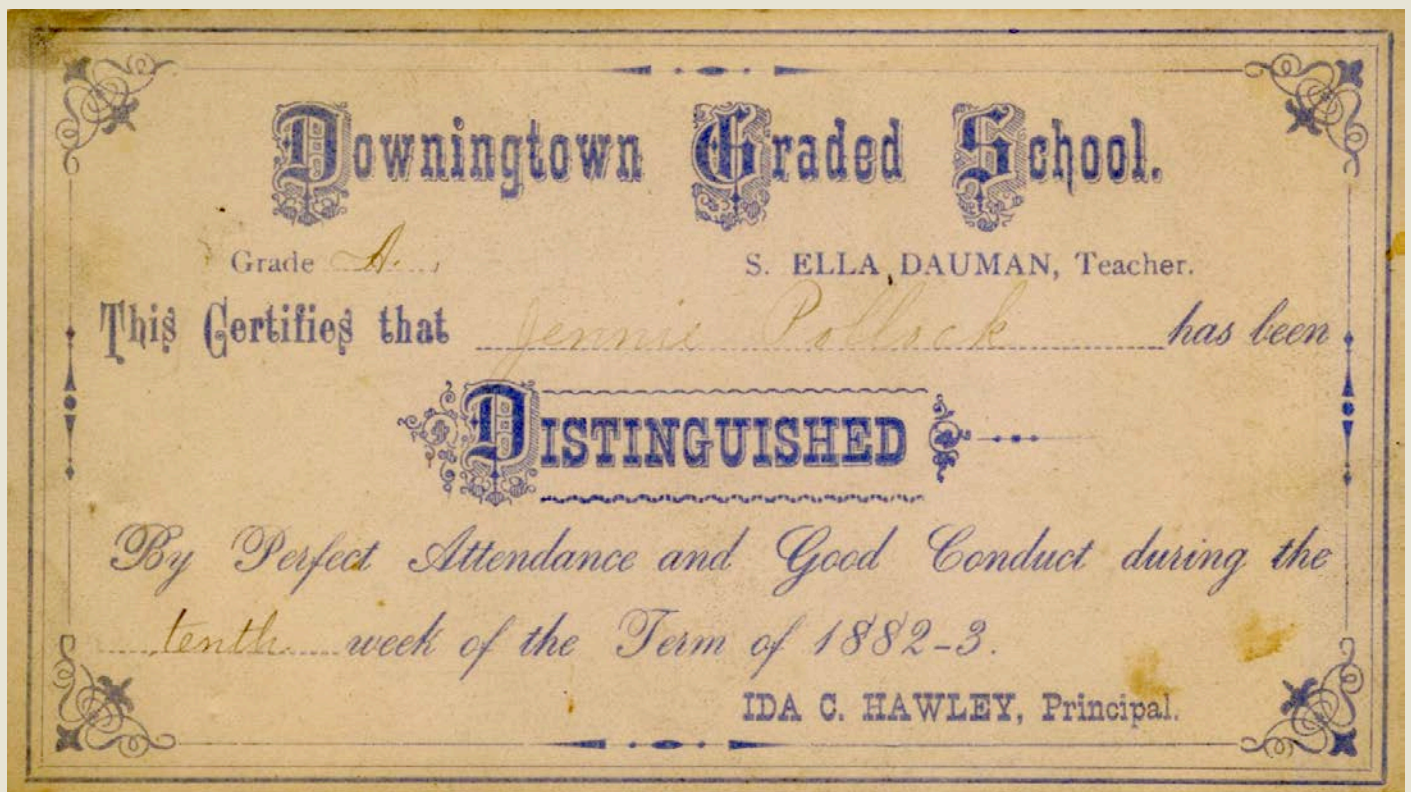 Downingtown Graded School.
Grade A. S. ELLA DAUMAN, Teacher.
This Certifies that Jennie Pollock has been
DISTINGUISHED
By Perfect Attendance and Good Conduct during the
tenth week of the Term of 1882-3.
IDA C. HAWLEY, Principal.